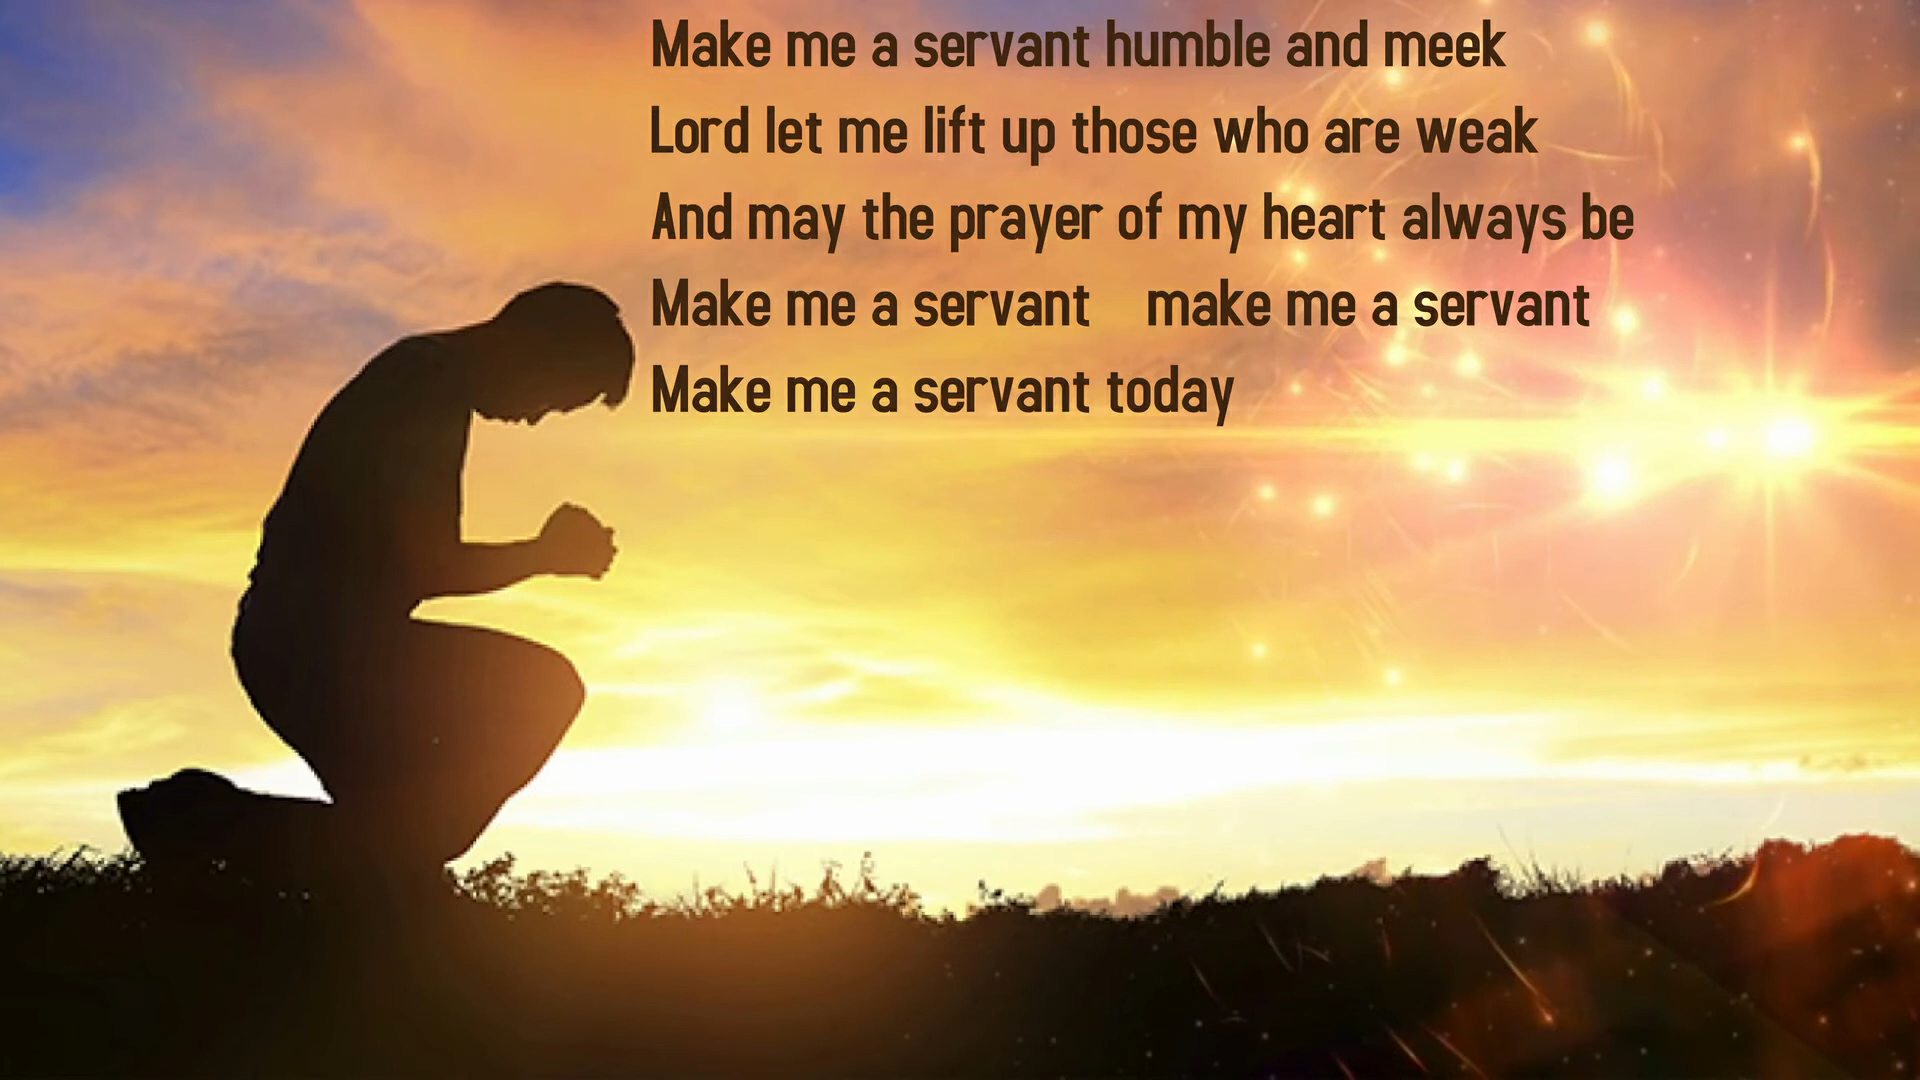 Make me a servant humble and meek
Lord let me lift up those who are weak
And may the prayer of my heart always be
Make me a servant    make me a servant
Make me a servant today